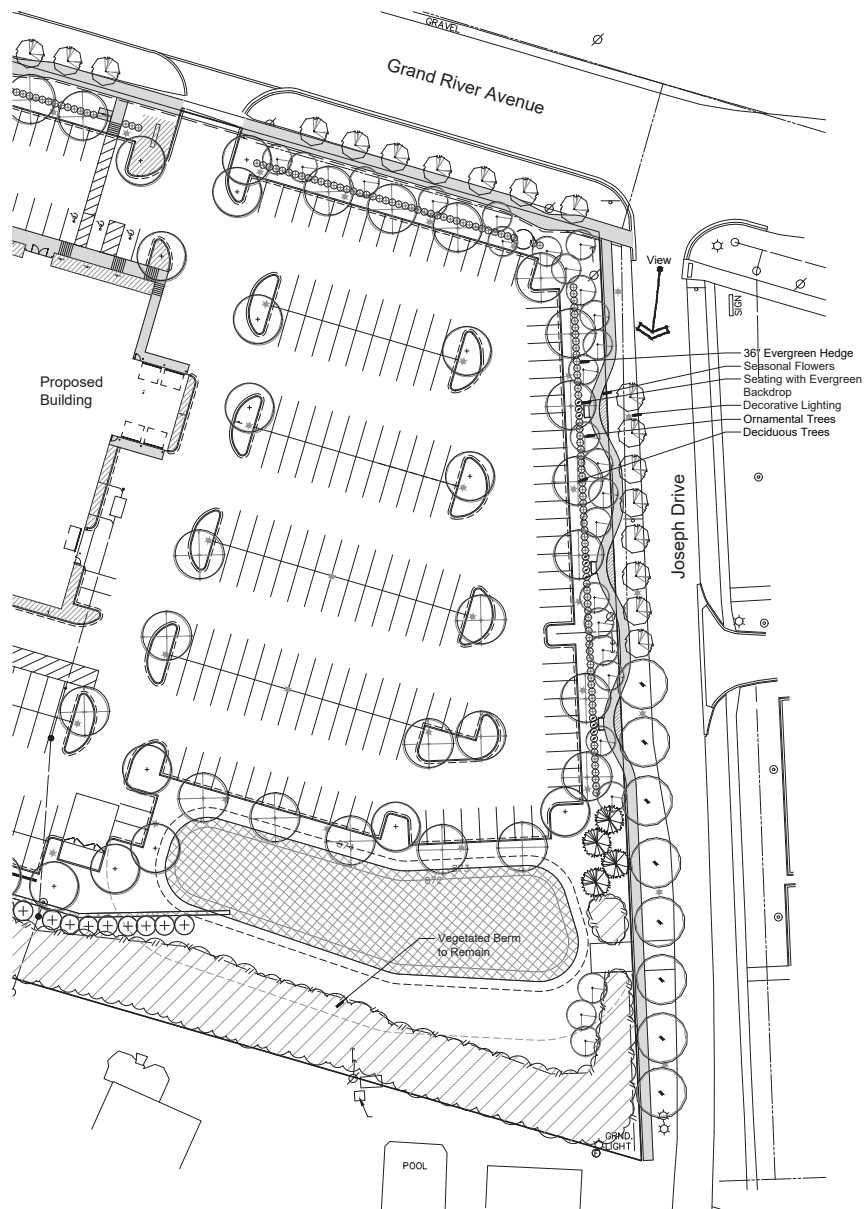 GRAVEL
Grand River Avenue
View
SIGN
36" Evergreen Hedge
Seasonal Flowers
Seating with Evergreen
Backdrop
Decorative Lighting
Ornamental Trees
Deciduous Trees
Proposed
Building
Joseph Drive
Vegetated Berm
to Remain
GRND.
LIGHT
POOL